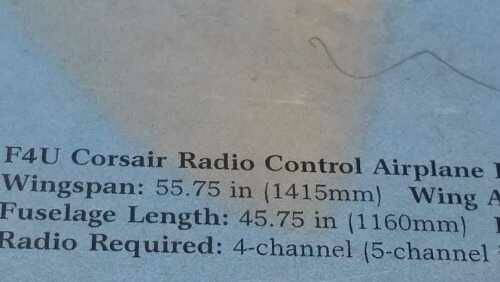 F4U Corsair Radio Control Airplane
Wingspan: 55.75 in (1415mm) Wing A
Fuselage Length: 45.75 in (1160mm)
Radio Required: 4-channel (5-channel